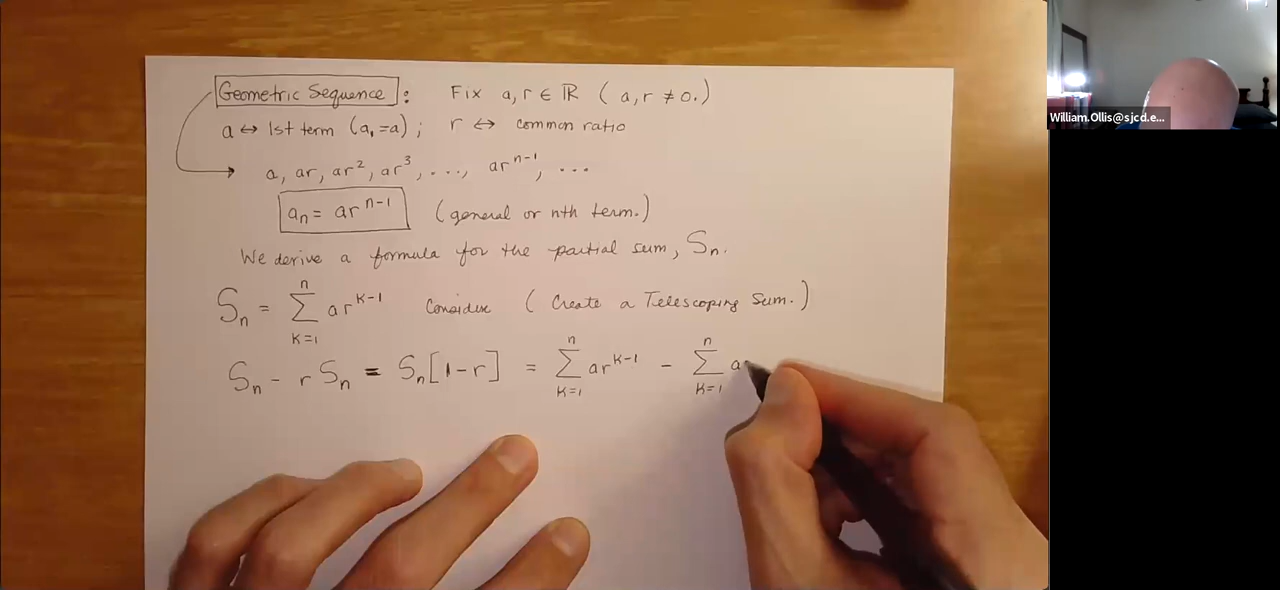 Geometric Sequence : Fix a, r ∈ ℝ ( a, r ≠ 0. )
a ↔ 1st term (a₁ = a) ; r ↔ common ratio
a, ar, ar², ar³, ..., arⁿ⁻¹, ...
aₙ = arⁿ⁻¹ (general or nth term.)
We derive a formula for the partial sum, Sₙ.
Sₙ = ∑ₖ₌₁ⁿ arᵏ⁻¹ Consider ( Create a Telescoping Sum. )
Sₙ - r Sₙ = Sₙ[1-r] = ∑ₖ₌₁ⁿ arᵏ⁻¹ - ∑ₖ₌₁ⁿ a
William.Ollis@sjcd.e...